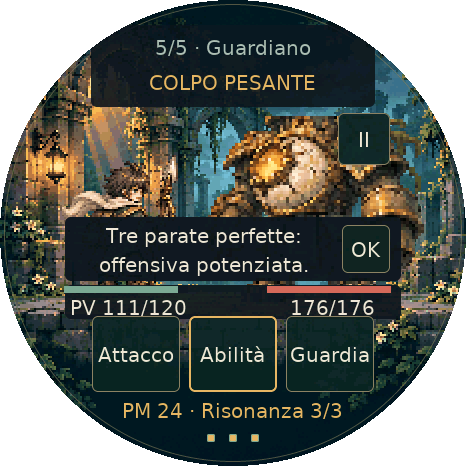 5/5 · Guardiano
COLPO PESANTE
II
Tre parate perfette:
offensiva potenziata.
OK
PV 111/120
176/176
Attacco
Abilità
Guardia
PM 24 · Risonanza 3/3